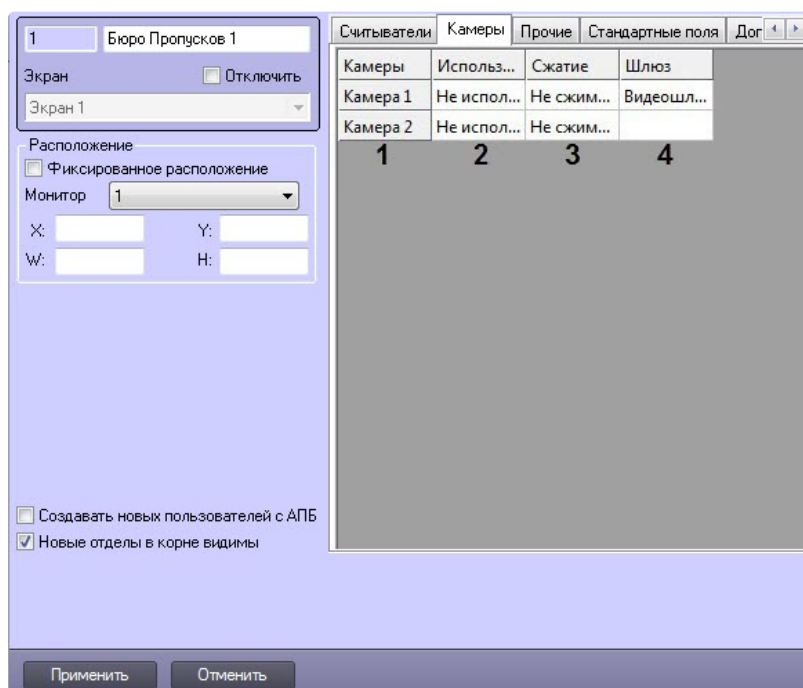 1 Бюро Пропусков 1
Экран Отключить
Экран 1
Расположение
Фиксированное расположение
Монитор 1
X: Y:
W: H:
Создавать новых пользователей с АПБ
Новые отделы в корне видимы
Считыватели Камеры Прочие Стандартные поля Дог
Камеры Использ... Сжатие Шлюз
Камера 1 Не испол... Не сжим... Видеошл...
Камера 2 Не испол... Не сжим...
1 2 3 4
Применить Отменить